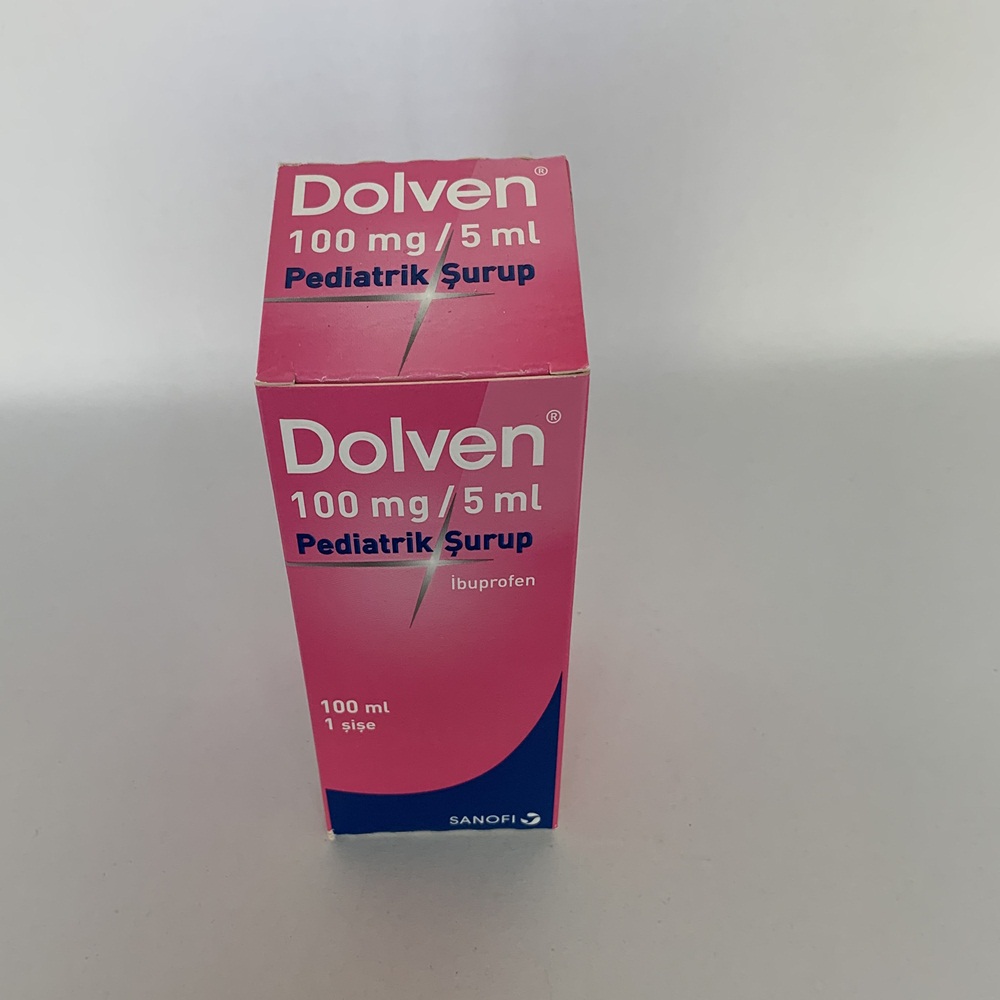 Dolven®
100 mg / 5 ml
Pediatrik Şurup
Dolven®
100 mg / 5 ml
Pediatrik Şurup
İbuprofen
100 ml
1 şişe
SANOFI